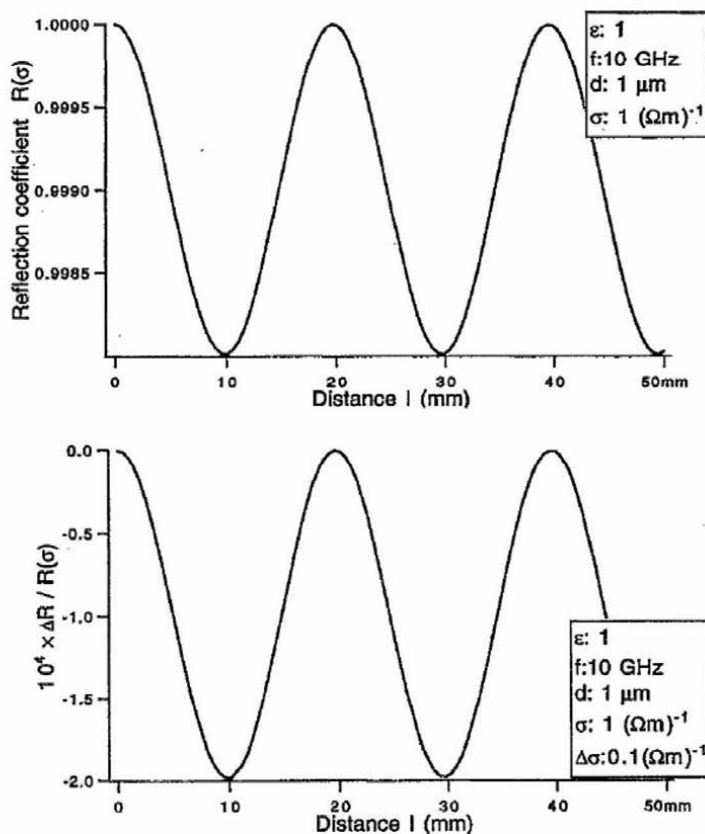 1.0000
0.9995
0.9990
0.9985
Reflection coefficient R(σ)
ε: 1
f:10 GHz
d: 1 μm
σ: 1 (Ωm)⁻¹
0 10 20 30 40 50mm
Distance l (mm)
0.0
-0.5
-1.0
-1.5
-2.0
10⁴ × ΔR / R(σ)
ε: 1
f:10 GHz
d: 1 μm
σ: 1 (Ωm)⁻¹
Δσ:0.1(Ωm)⁻¹
0 10 20 30 40 50mm
Distance l (mm)